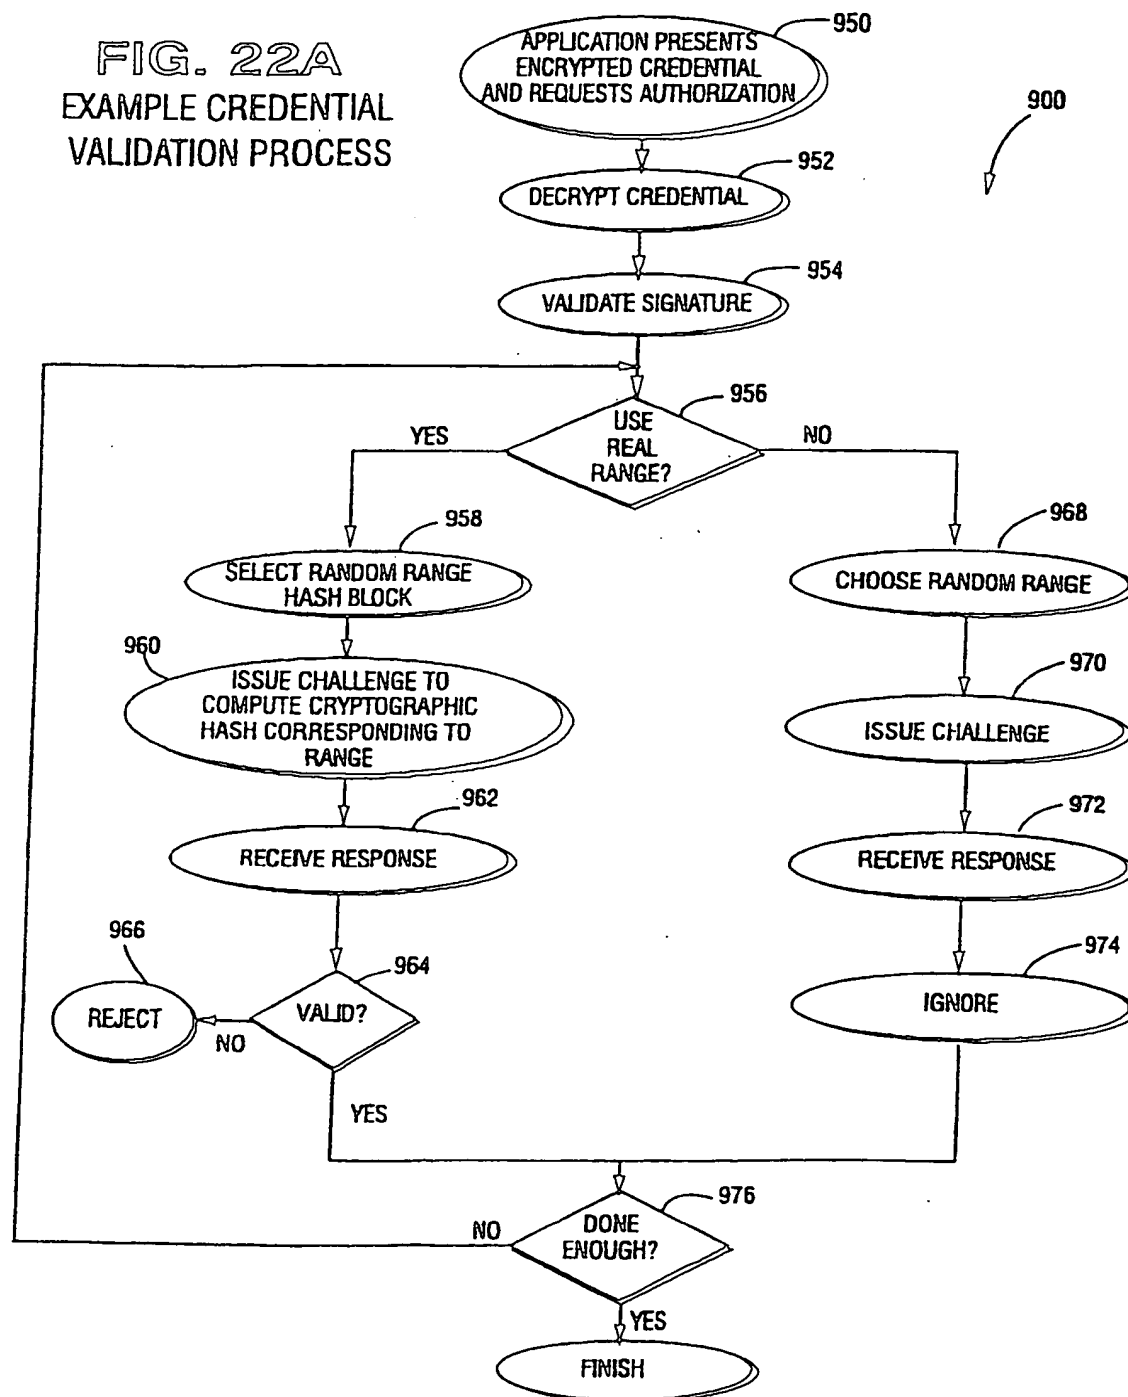 FIG. 22A
EXAMPLE CREDENTIAL
VALIDATION PROCESS
950
APPLICATION PRESENTS
ENCRYPTED CREDENTIAL
AND REQUESTS AUTHORIZATION
900
952
DECRYPT CREDENTIAL
954
VALIDATE SIGNATURE
956
USE
REAL
RANGE?
YES
NO
958
SELECT RANDOM RANGE
HASH BLOCK
968
CHOOSE RANDOM RANGE
960
ISSUE CHALLENGE TO
COMPUTE CRYPTOGRAPHIC
HASH CORRESPONDING TO
RANGE
970
ISSUE CHALLENGE
962
RECEIVE RESPONSE
972
RECEIVE RESPONSE
966
REJECT
964
VALID?
NO
YES
974
IGNORE
976
DONE
ENOUGH?
NO
YES
FINISH